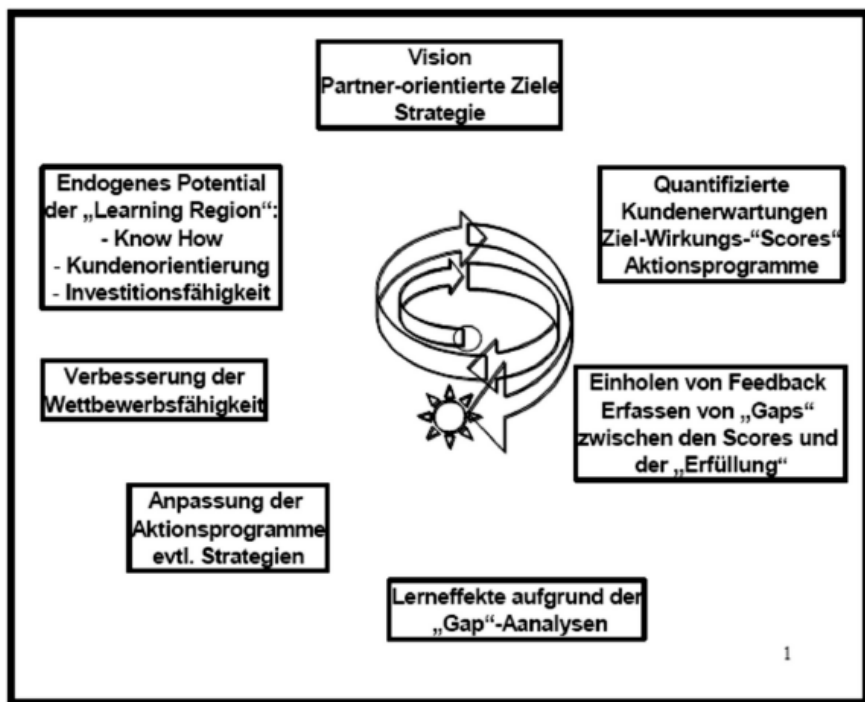 Vision
Partner-orientierte Ziele
Strategie
Endogenes Potential
der „Learning Region“:
- Know How
- Kundenorientierung
- Investitionsfähigkeit
Quantifizierte
Kundenerwartungen
Ziel-Wirkungs-“Scores“
Aktionsprogramme
Verbesserung der
Wettbewerbsfähigkeit
Einholen von Feedback
Erfassen von „Gaps“
zwischen den Scores und
der „Erfüllung“
Anpassung der
Aktionsprogramme
evtl. Strategien
Lerneffekte aufgrund der
„Gap“-Aanalysen
1